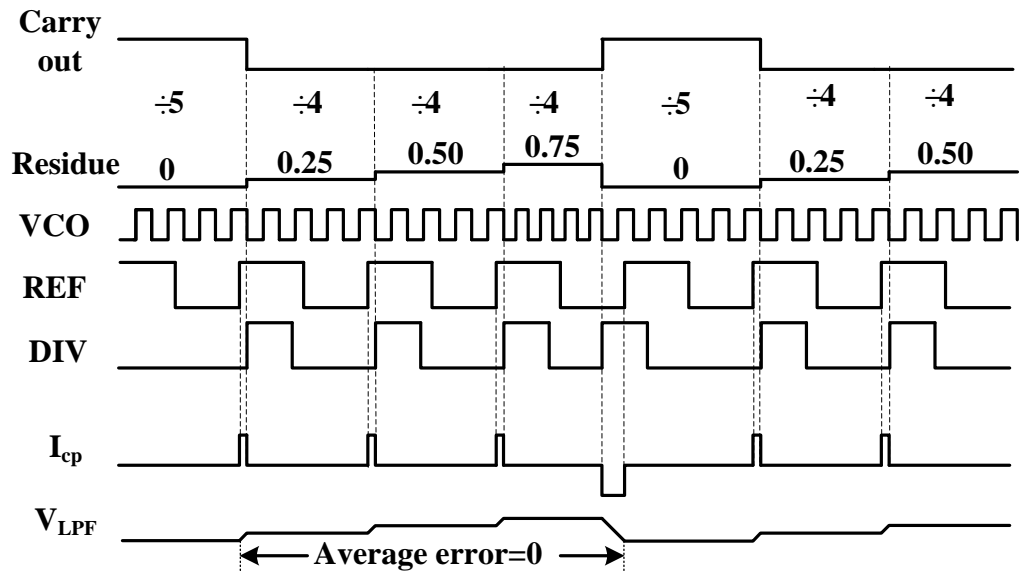 Carry
out
÷5 ÷4 ÷4 ÷4 ÷5 ÷4 ÷4
Residue 0 0.25 0.50 0.75 0 0.25 0.50
VCO
REF
DIV
Icp
VLPF
Average error=0